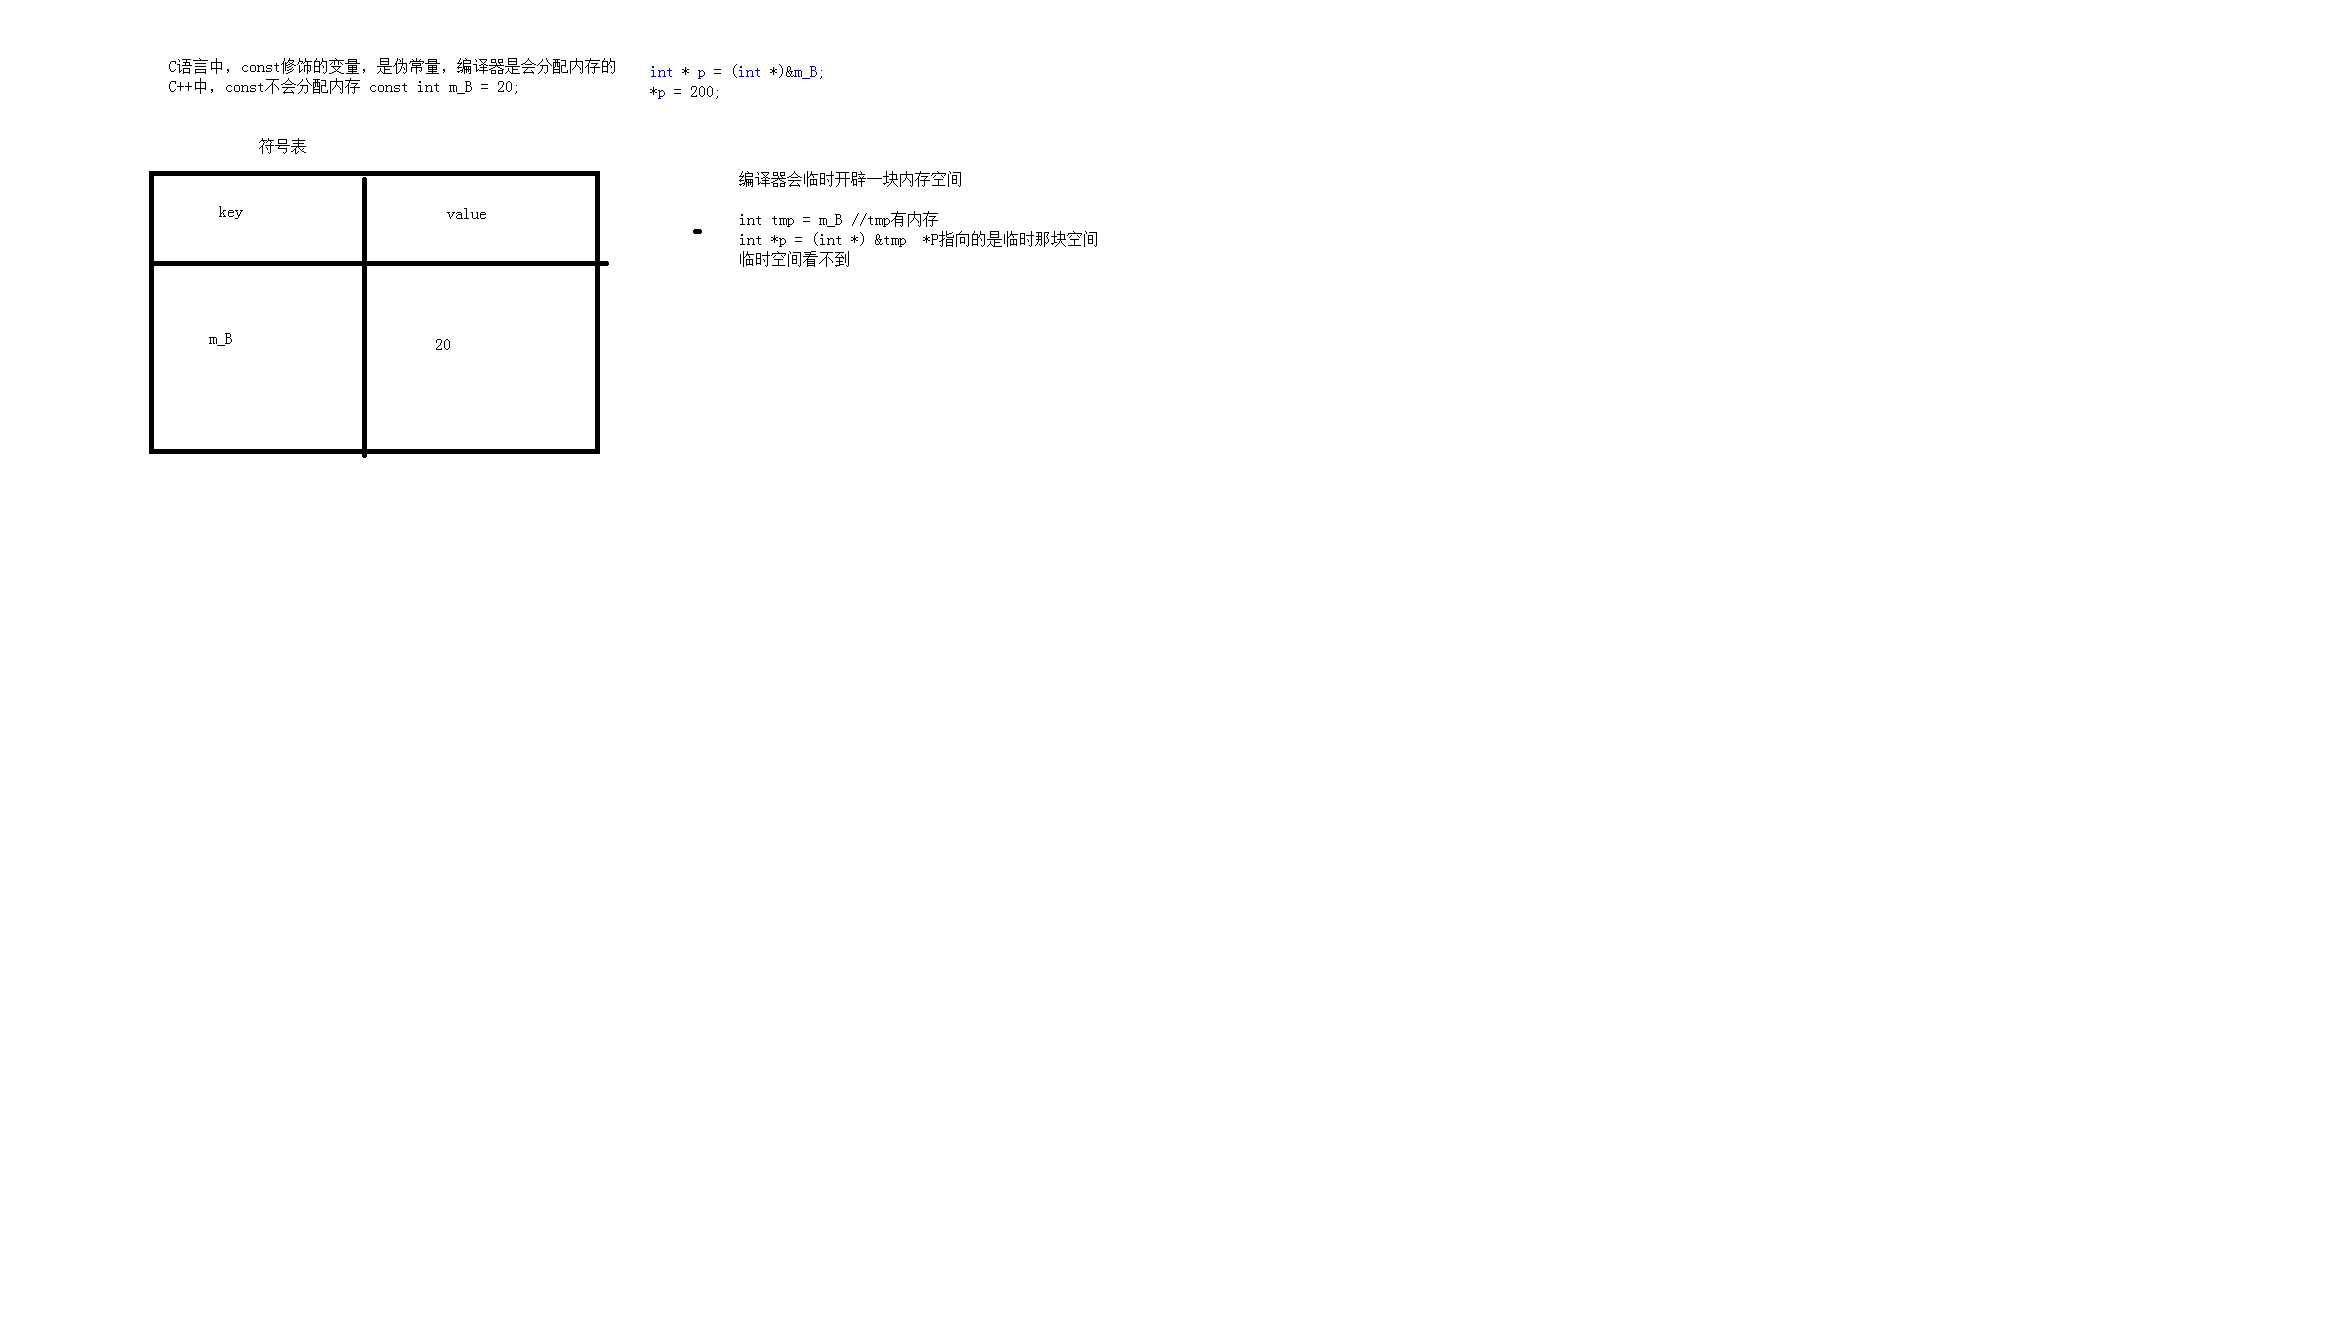 C语言中，const修饰的变量，是伪常量，编译器是会分配内存的
C++中，const不会分配内存 const int m_B = 20;
int * p = (int *)&m_B;
*p = 200;
符号表
key
value
m_B
20
编译器会临时开辟一块内存空间
int tmp = m_B //tmp有内存
int *p = (int *) &tmp  *P指向的是临时那块空间
临时空间看不到